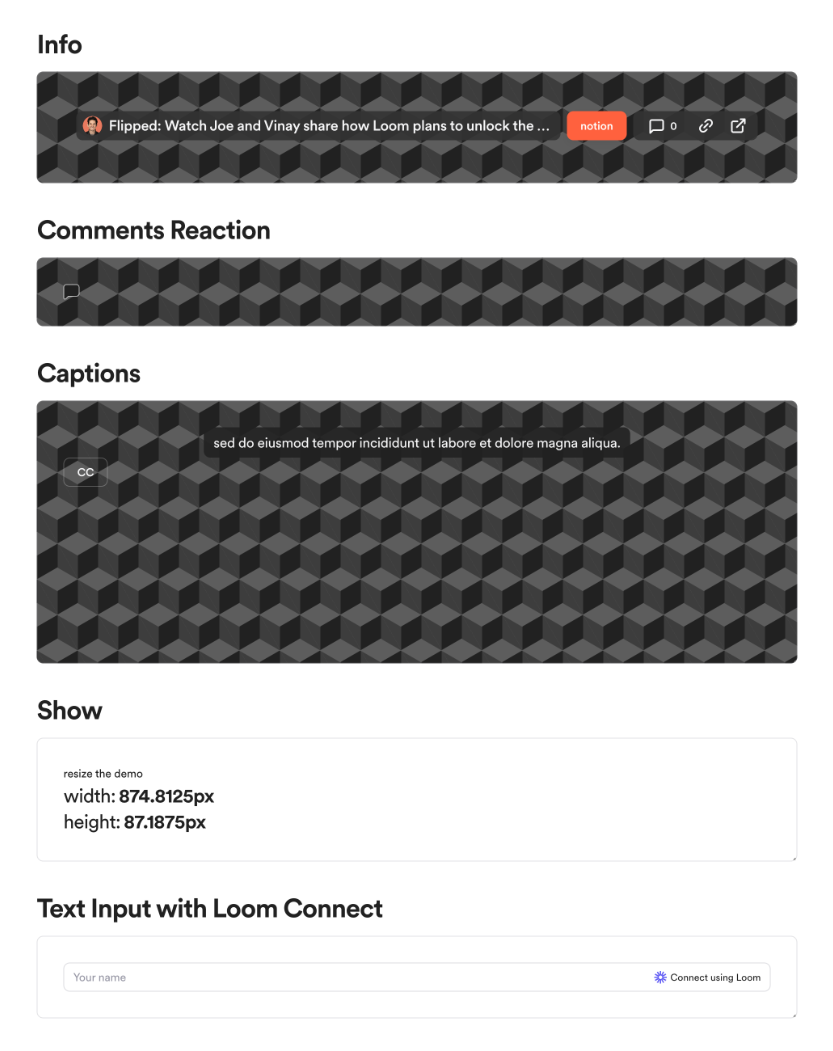 Info
Flipped: Watch Joe and Vinay share how Loom plans to unlock the ...
notion
0
Comments Reaction
Captions
sed do eiusmod tempor incididunt ut labore et dolore magna aliqua.
CC
Show
resize the demo
width: 874.8125px
height: 87.1875px
Text Input with Loom Connect
Your name
Connect using Loom